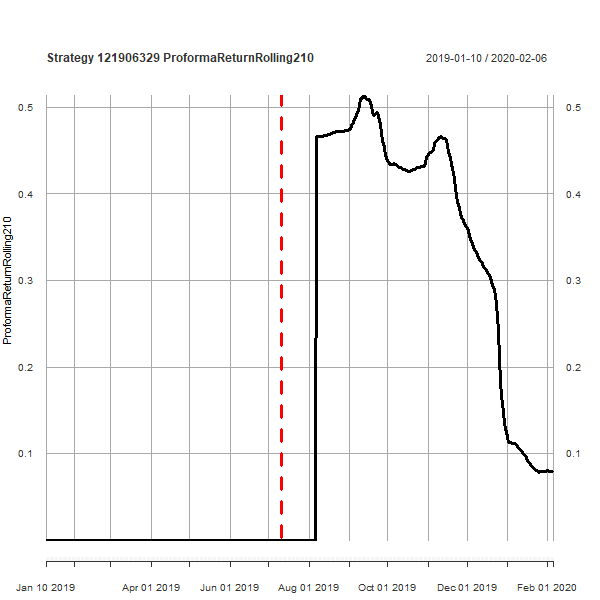 Strategy 121906329 ProformaReturnRolling210
2019-01-10 / 2020-02-06
0.5
0.5
0.4
0.4
0.3
0.3
0.2
0.2
0.1
0.1
ProformaReturnRolling210
Jan 10 2019
Apr 01 2019
Jun 01 2019
Aug 01 2019
Oct 01 2019
Dec 01 2019
Feb 01 2020